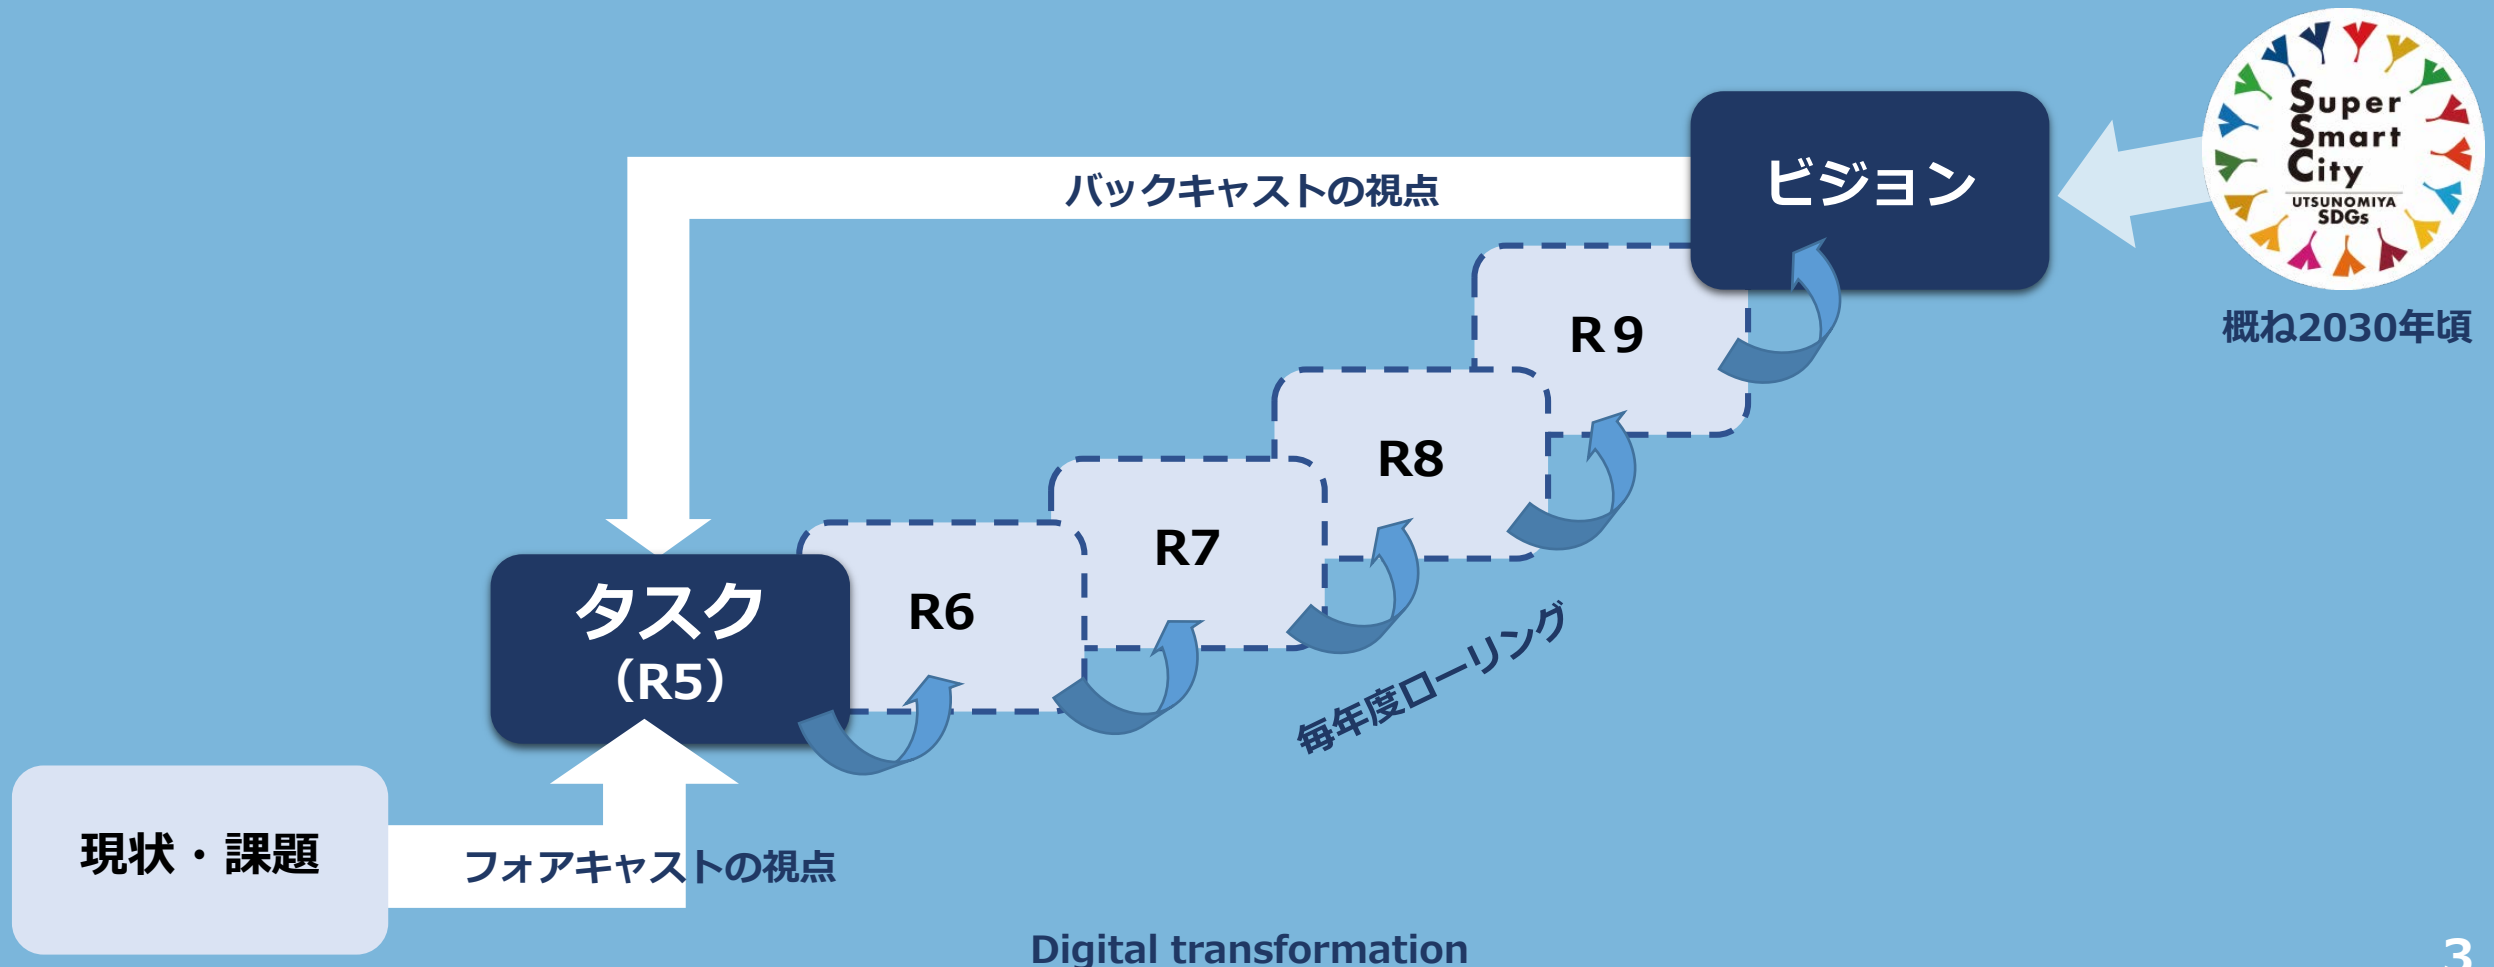 Super
Smart
City
UTSUNOMIYA
SDGs
概ね2030年頃
ビジョン
バックキャストの視点
R 9
R8
R7
R6
タスク
（R5）
毎年度ローリング
現状・課題
フォアキャストの視点
Digital transformation
3